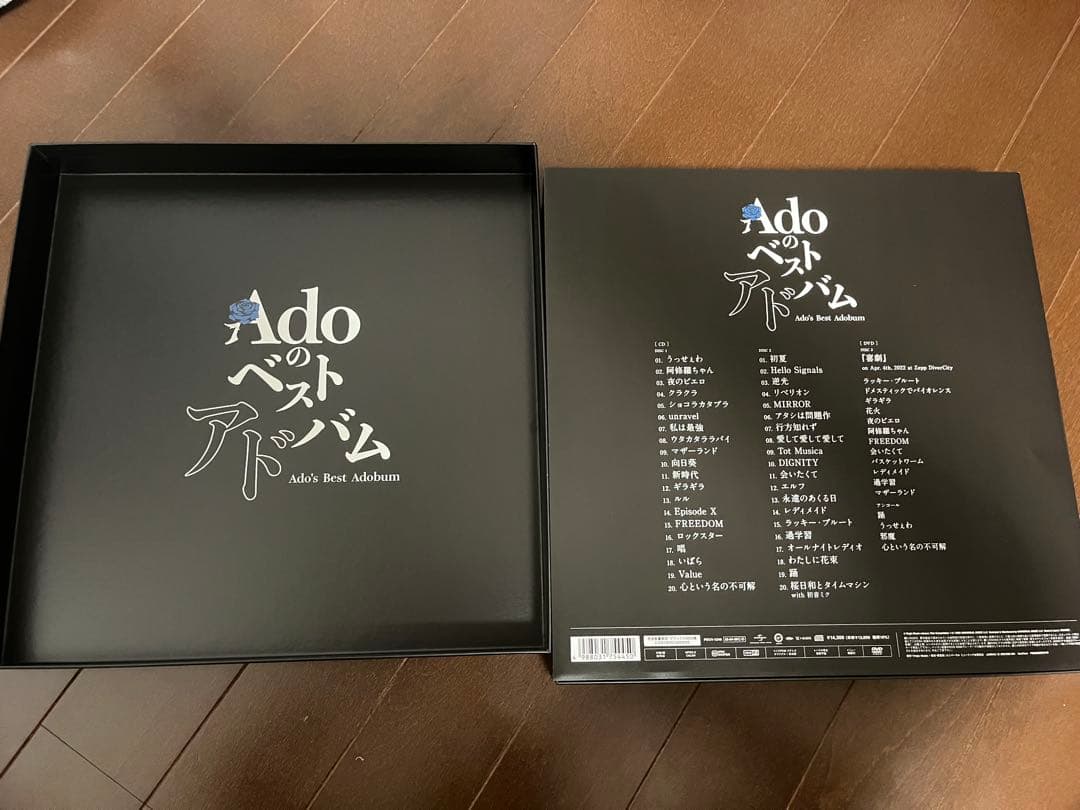 Ado
の
ベスト
アドバム
Ado's Best Adobum
Ado
の
ベスト
アドバム
Ado's Best Adobum
[CD]
DISC 1
01. うっせぇわ
02. 阿修羅ちゃん
03. 夜のピエロ
04. クラクラ
05. ショコラカタブラ
06. unravel
07. 私は最強
08. ウタカタララバイ
09. マザーランド
10. 向日葵
11. 新時代
12. ギラギラ
13. ルル
14. Episode X
15. FREEDOM
16. ロックスター
17. 唱
18. いばら
19. Value
20. 心という名の不可解
DISC 2
01. 初夏
02. Hello Signals
03. 逆光
04. リベリオン
05. MIRROR
06. アタシは問題作
07. 行方知れず
08. 愛して愛して愛して
09. Tot Musica
10. DIGNITY
11. 会いたくて
12. エルフ
13. 永遠のあくる日
14. レディメイド
15. ラッキー・ブルート
16. 過学習
17. オールナイトレディオ
18. わたしに花束
19. 踊
20. 桜日和とタイムマシン
with 初音ミク
[DVD]
『喜劇』
on Apr. 4th, 2022 at Zepp DiverCity
ラッキー・ブルート
ドメスティックでバイオレンス
ギラギラ
花火
夜のピエロ
阿修羅ちゃん
FREEDOM
会いたくて
バスケットワーム
レディメイド
過学習
マザーランド
アンコール
踊
うっせぇわ
邪魔
心という名の不可解
DVD